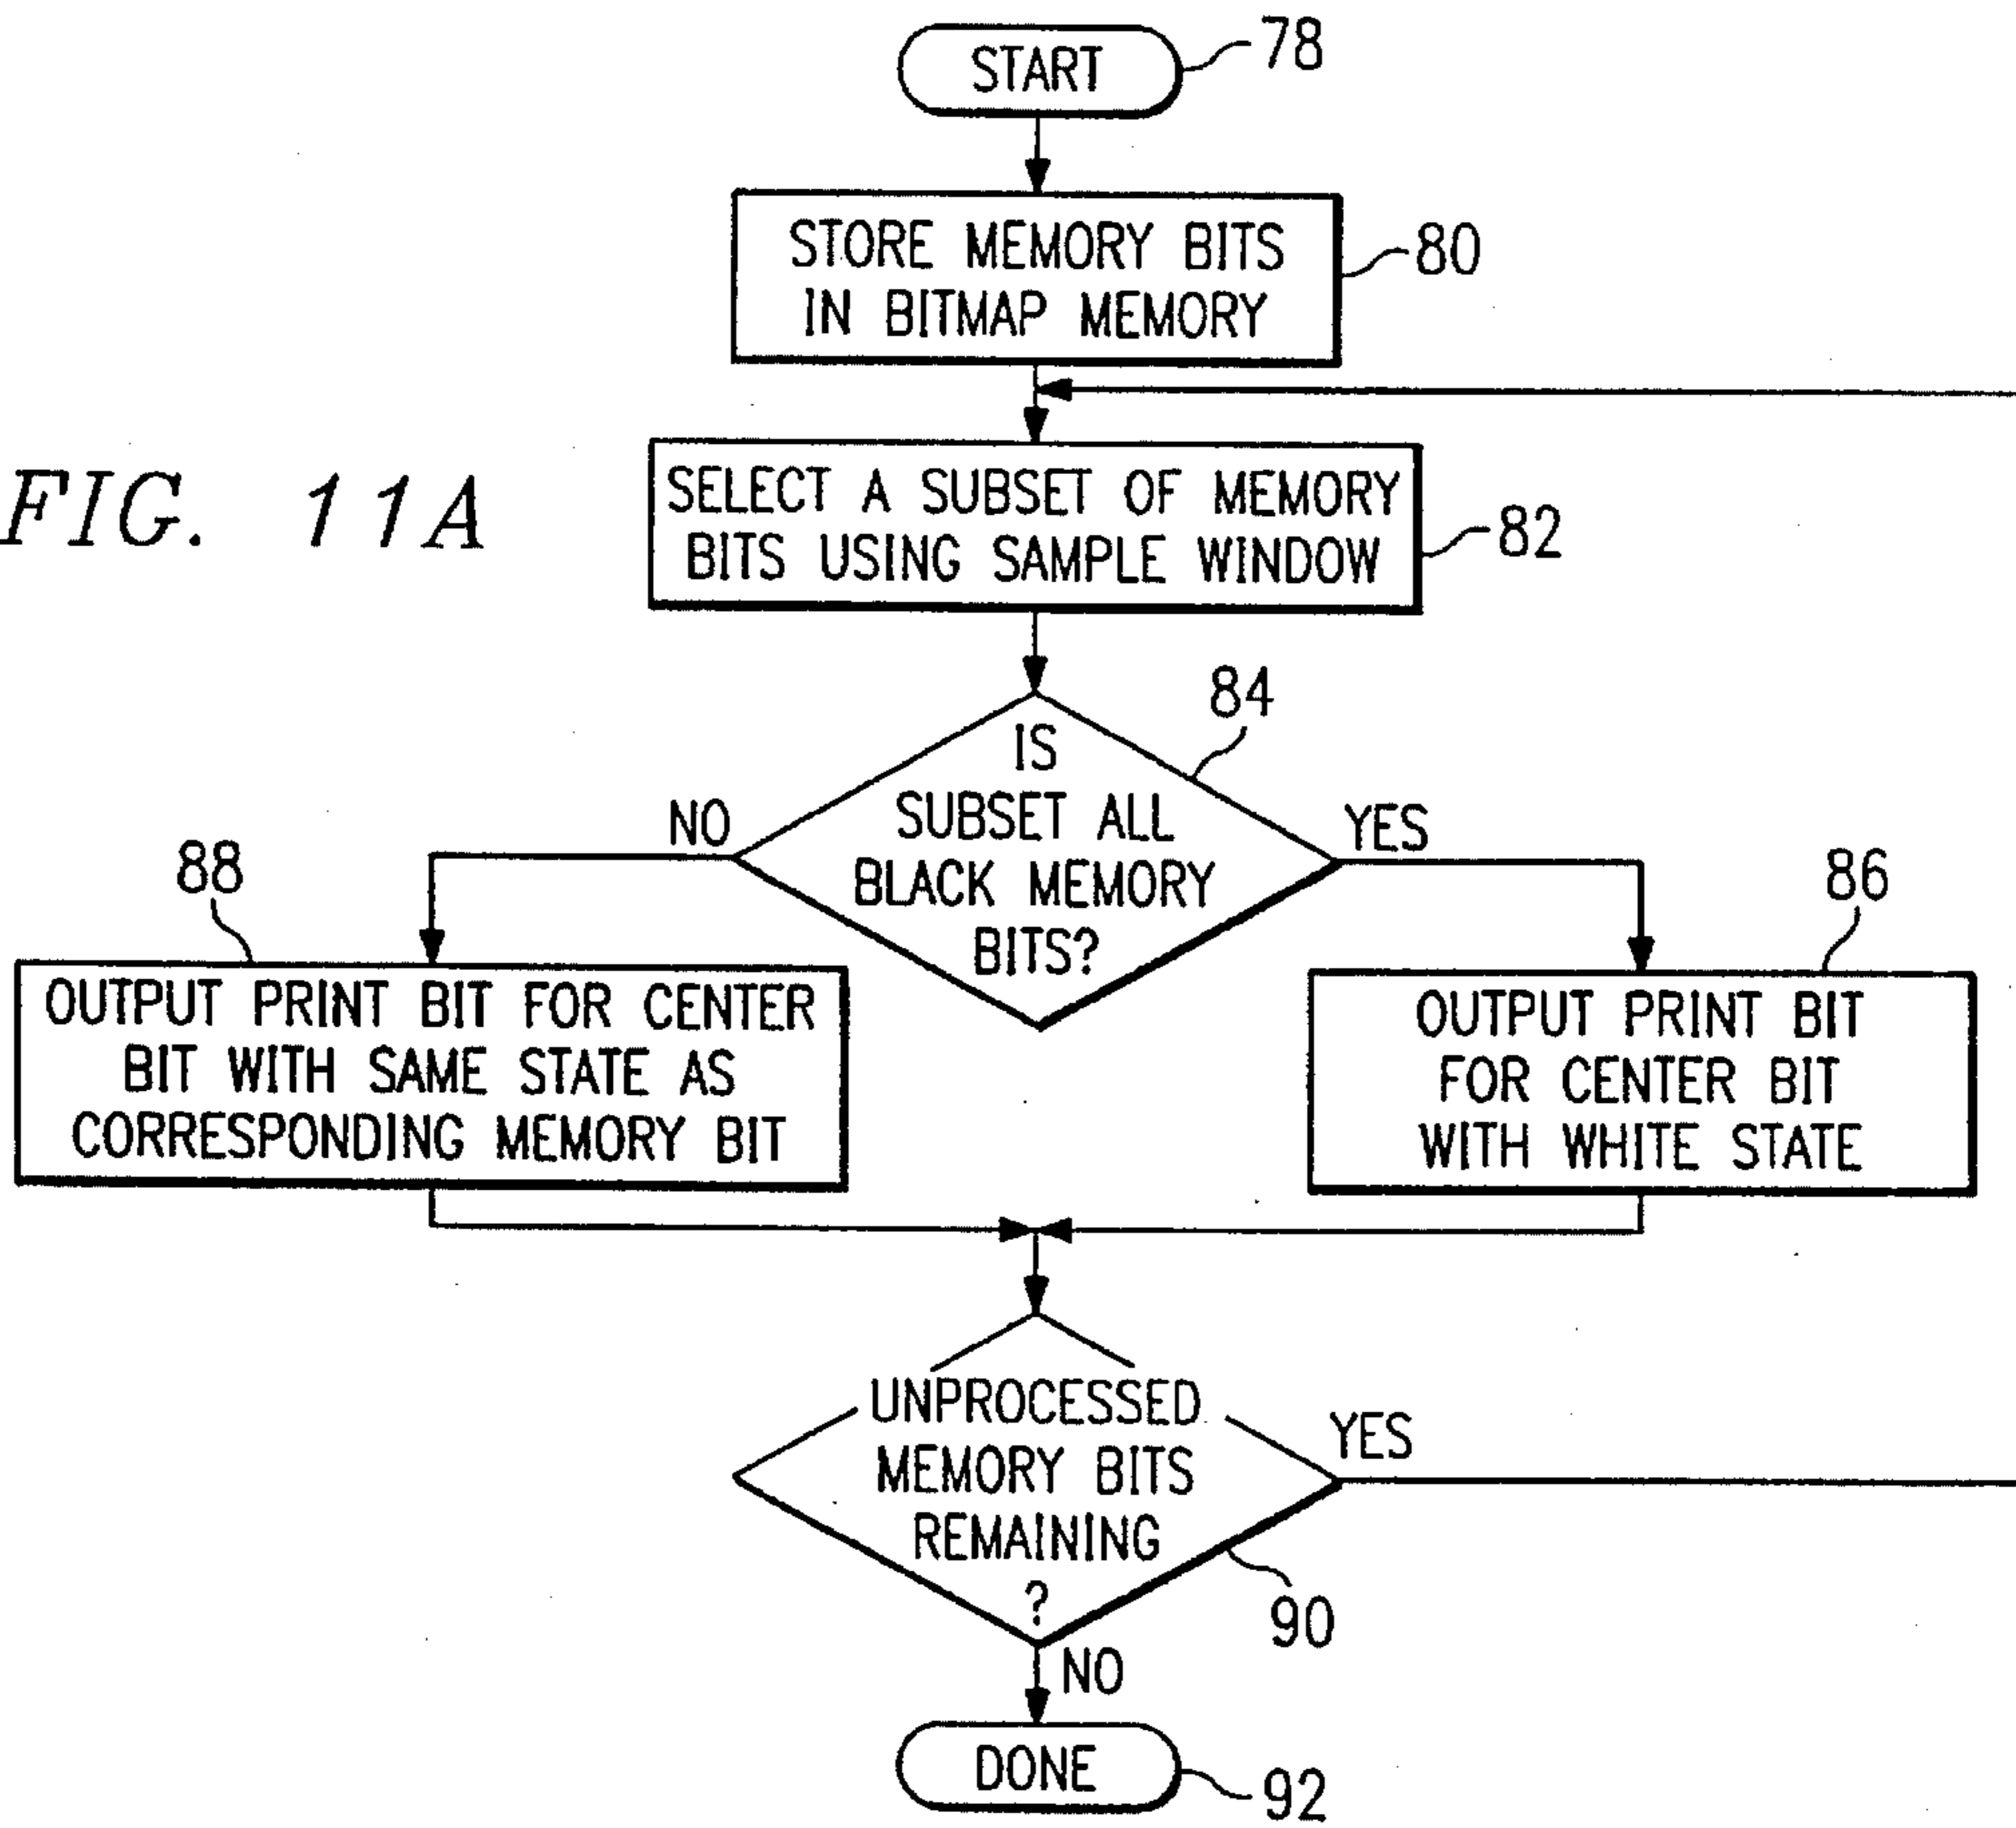 START
78
STORE MEMORY BITS
IN BITMAP MEMORY
80
FIG. 11A
SELECT A SUBSET OF MEMORY
BITS USING SAMPLE WINDOW
82
84
IS
SUBSET ALL
BLACK MEMORY
BITS?
NO
YES
88
86
OUTPUT PRINT BIT FOR CENTER
BIT WITH SAME STATE AS
CORRESPONDING MEMORY BIT
OUTPUT PRINT BIT
FOR CENTER BIT
WITH WHITE STATE
UNPROCESSED
MEMORY BITS
REMAINING
?
YES
90
NO
DONE
92